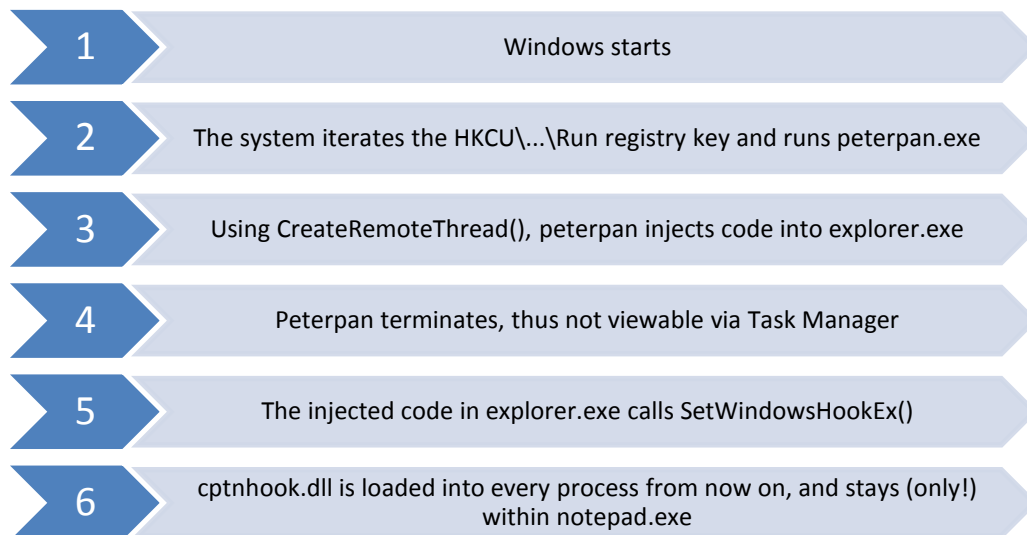 1
Windows starts
2
The system iterates the HKCU\...\Run registry key and runs peterpan.exe
3
Using CreateRemoteThread(), peterpan injects code into explorer.exe
4
Peterpan terminates, thus not viewable via Task Manager
5
The injected code in explorer.exe calls SetWindowsHookEx()
6
cptnhook.dll is loaded into every process from now on, and stays (only!)
within notepad.exe